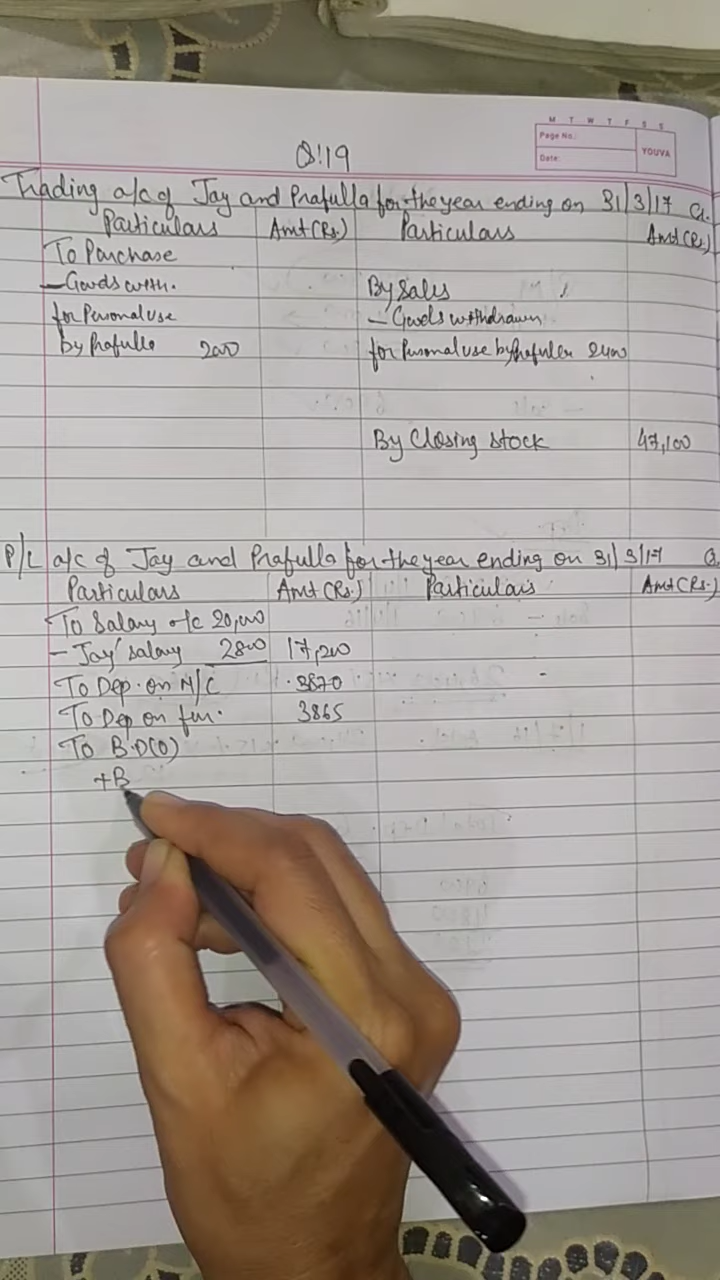 M T W T F S S
Page No.:
Date:
YOUVA
Q:19
Trading a/c of Jay and Prafulla for the year ending on 31/3/17 Cr.
Particulars Amt (Rs.) Particulars Amt (Rs.)
To Purchase
– Goods with. By Sales
for Personal use – Goods withdrawn
by Prafulla 2000 for Personal use by Prafulla 2400
By Closing stock 47,100
P/L a/c of Jay and Prafulla for the year ending on 31/3/17 Cr.
Particulars Amt (Rs.) Particulars Amt (Rs.)
To Salary o/c 20,000
– Jay' salary 2800 17,200
To Dep. on M/C 3870
To Dep on fur. 3865
To B.D(O)
+B